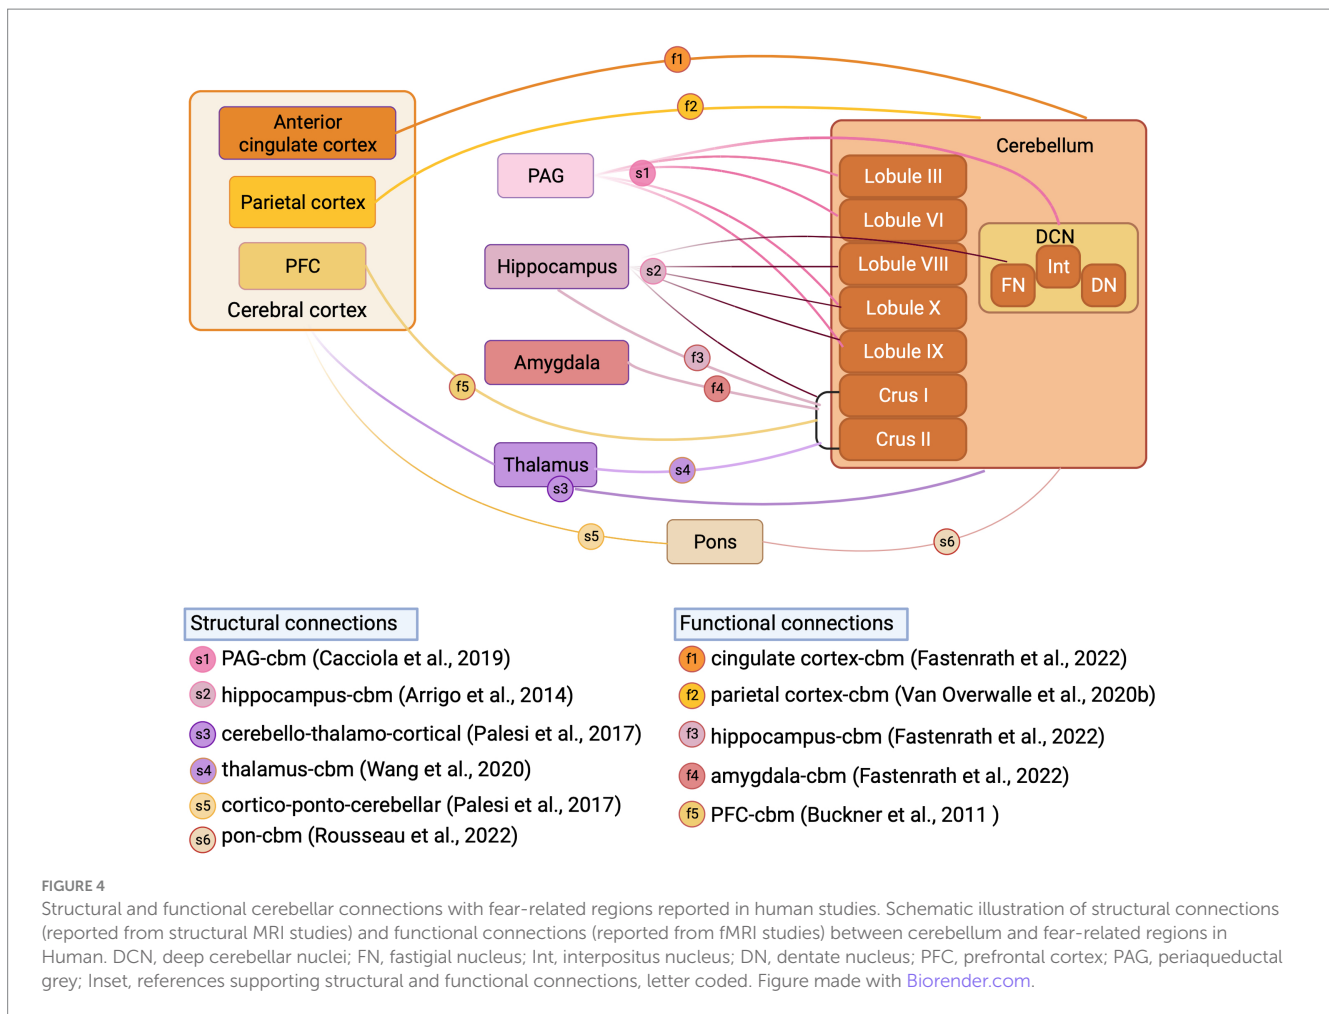 f1
f2
Anterior
cingulate cortex
Cerebellum
PAG
s1
Lobule III
Parietal cortex
Lobule VI
DCN
PFC
Hippocampus
s2
Lobule VIII
Int
FN
DN
Cerebral cortex
Lobule X
Lobule IX
f3
Amygdala
f4
f5
Crus I
Crus II
Thalamus
s4
s3
s5
Pons
s6
Structural connections
s1 PAG-cbm (Cacciola et al., 2019)
s2 hippocampus-cbm (Arrigo et al., 2014)
s3 cerebello-thalamo-cortical (Palesi et al., 2017)
s4 thalamus-cbm (Wang et al., 2020)
s5 cortico-ponto-cerebellar (Palesi et al., 2017)
s6 pon-cbm (Rousseau et al., 2022)
Functional connections
f1 cingulate cortex-cbm (Fastenrath et al., 2022)
f2 parietal cortex-cbm (Van Overwalle et al., 2020b)
f3 hippocampus-cbm (Fastenrath et al., 2022)
f4 amygdala-cbm (Fastenrath et al., 2022)
f5 PFC-cbm (Buckner et al., 2011 )
FIGURE 4
Structural and functional cerebellar connections with fear-related regions reported in human studies. Schematic illustration of structural connections
(reported from structural MRI studies) and functional connections (reported from fMRI studies) between cerebellum and fear-related regions in
Human. DCN, deep cerebellar nuclei; FN, fastigial nucleus; Int, interpositus nucleus; DN, dentate nucleus; PFC, prefrontal cortex; PAG, periaqueductal
grey; Inset, references supporting structural and functional connections, letter coded. Figure made with Biorender.com.